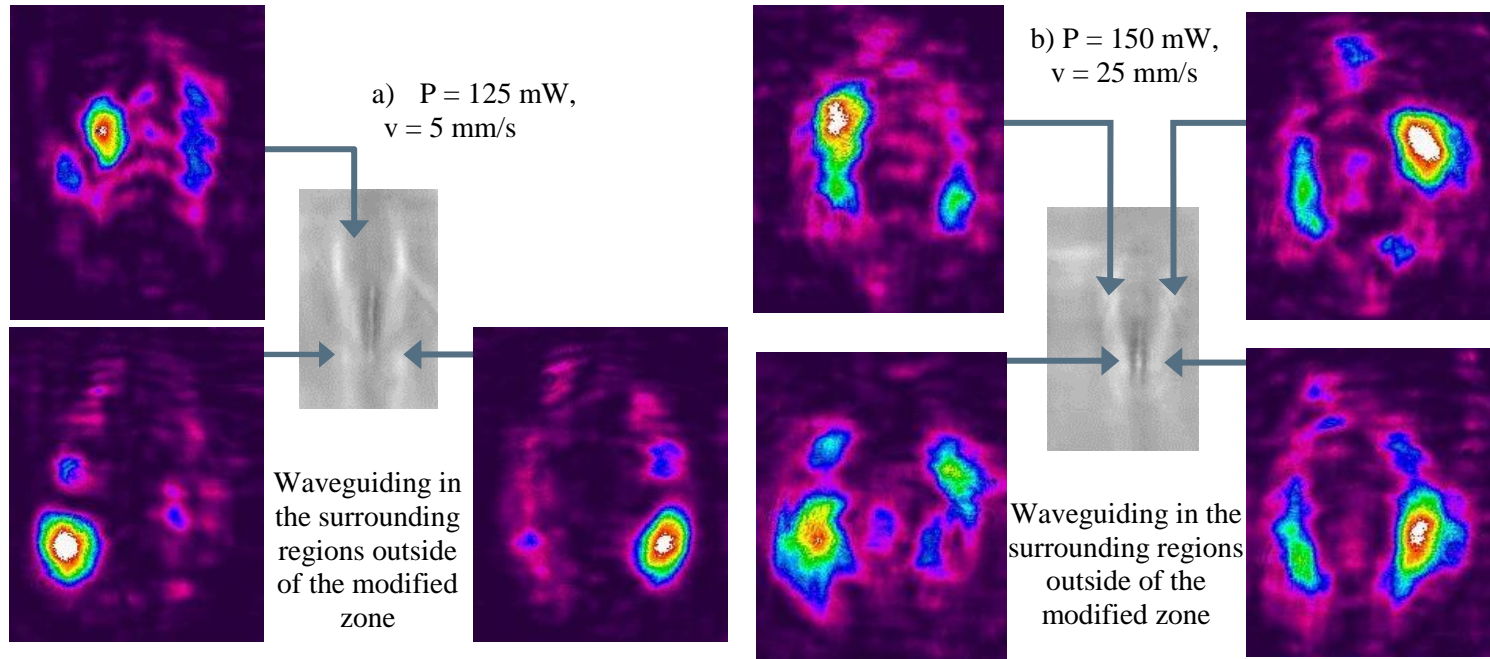 a) P = 125 mW,
v = 5 mm/s
b) P = 150 mW,
v = 25 mm/s
Waveguiding in
the surrounding
regions outside
of the modified
zone
Waveguiding in the
surrounding regions
outside of the
modified zone